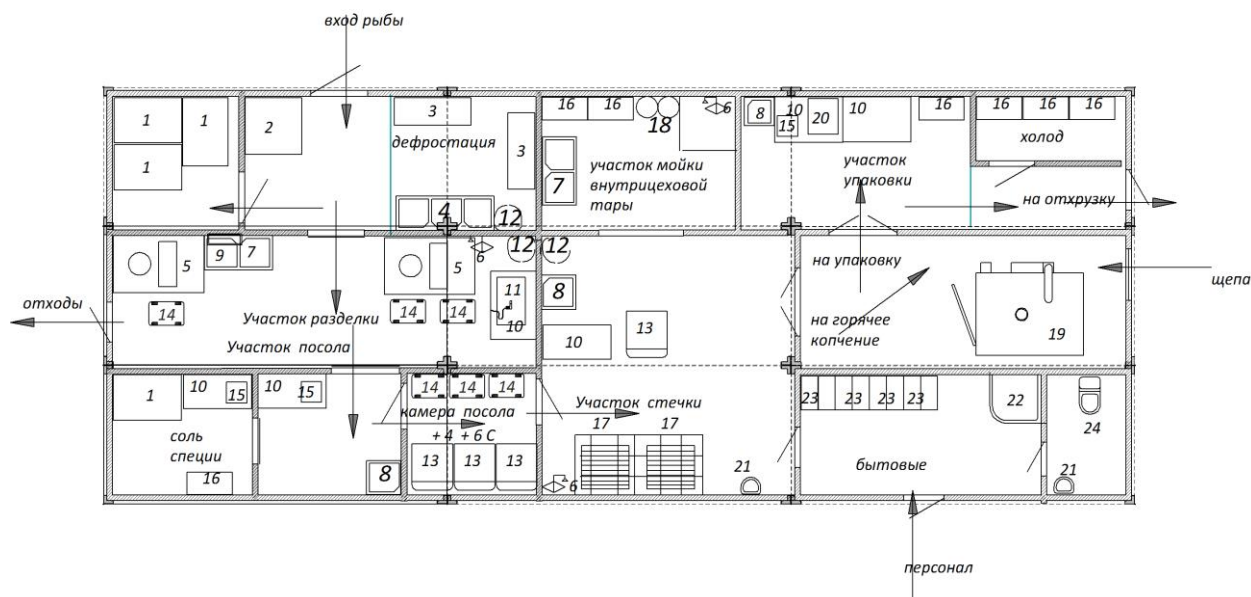 вход рыбы
1
1
2
3
16
16
18
6
8
10
15
20
10
16
16
16
16
1
дефростация
3
холод
участок мойки
внутрицеховой
тары
участок
упаковки
7
4
12
на отхрузку
5
9
7
5
6
12
12
на упаковку
щепа
11
8
отходы
14
Участок разделки
14
14
10
13
10
на горячее
копчение
19
Участок посола
1
10
15
10
15
14
14
14
камера посола
Участок стечки
23
23
23
23
22
24
соль
специи
+ 4 + 6 С
17
17
16
8
13
13
13
6
21
бытовые
21
персонал